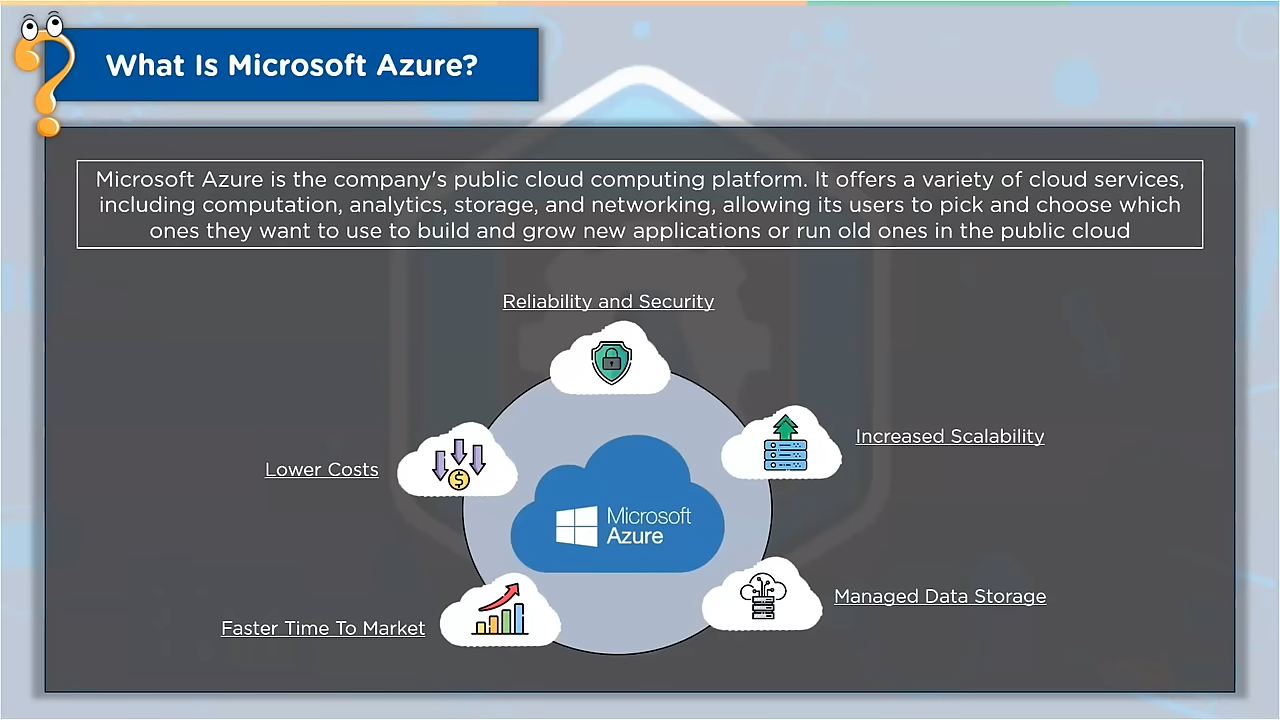 What Is Microsoft Azure?
Microsoft Azure is the company's public cloud computing platform. It offers a variety of cloud services,
including computation, analytics, storage, and networking, allowing its users to pick and choose which
ones they want to use to build and grow new applications or run old ones in the public cloud
Reliability and Security
Increased Scalability
Lower Costs
Microsoft
Azure
Managed Data Storage
Faster Time To Market
$